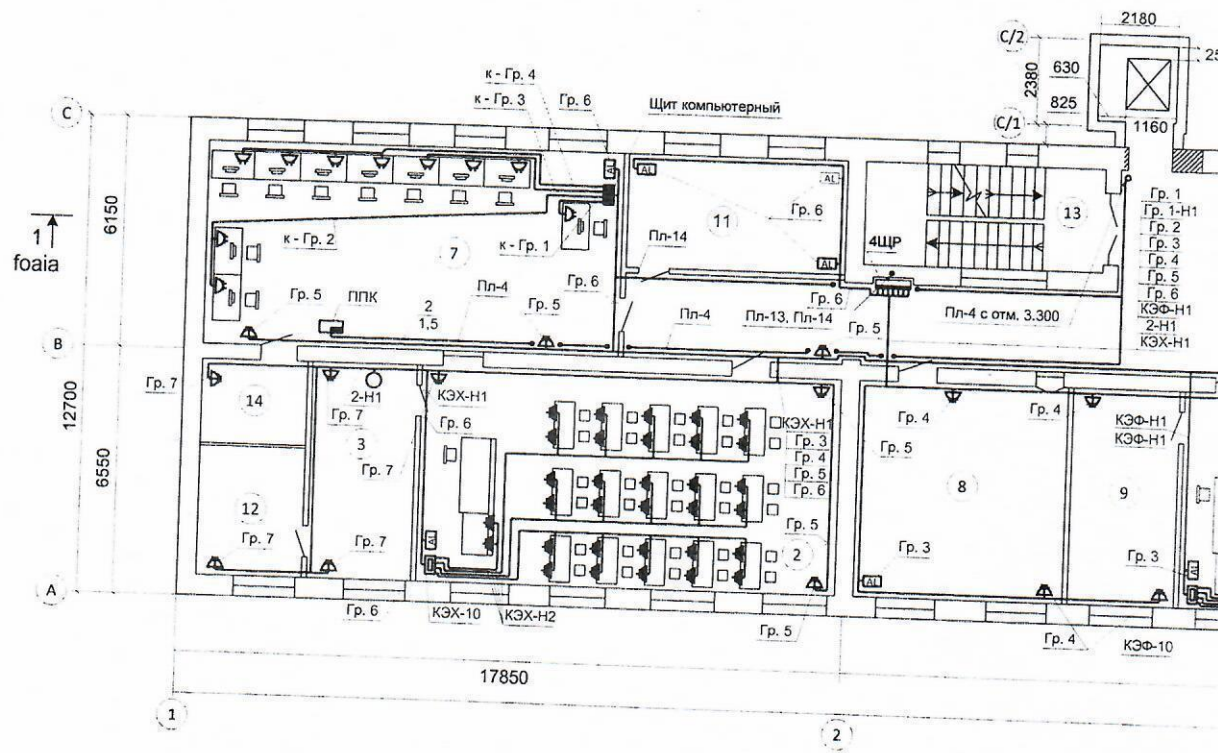 2180
С/2
25
630
2380
825
С/1
1160
к - Гр. 4
к - Гр. 3
Гр. 6
Щит компьютерный
С
AL
AL
AL
6150
1
foaia
11
Гр. 6
13
Гр. 1
Гр. 1-Н1
Гр. 2
Гр. 3
Гр. 4
Гр. 5
Гр. 6
КЭФ-Н1
2-Н1
КЭХ-Н1
к - Гр. 2
к - Гр. 1
7
Пл-14
4ЩР
AL
Гр. 5
ППК
2
1,5
Пл-4
Гр. 5
Гр. 6
Пл-4
Пл-13, Пл-14
Гр. 6
Гр. 5
Пл-4 с отм. 3.300
В
Гр. 7
12700
14
2-Н1
Гр. 7
3
Гр. 7
КЭХ-Н1
Гр. 6
КЭХ-Н1
Гр. 3
Гр. 4
Гр. 5
Гр. 6
Гр. 4
Гр. 5
Гр. 4
КЭФ-Н1
КЭФ-Н1
6550
12
8
9
Гр. 7
Гр. 7
AL
Гр. 5
2
AL
Гр. 3
Гр. 3
AL
А
Гр. 6
КЭХ-10
КЭХ-Н2
Гр. 5
Гр. 4
КЭФ-10
17850
1
2